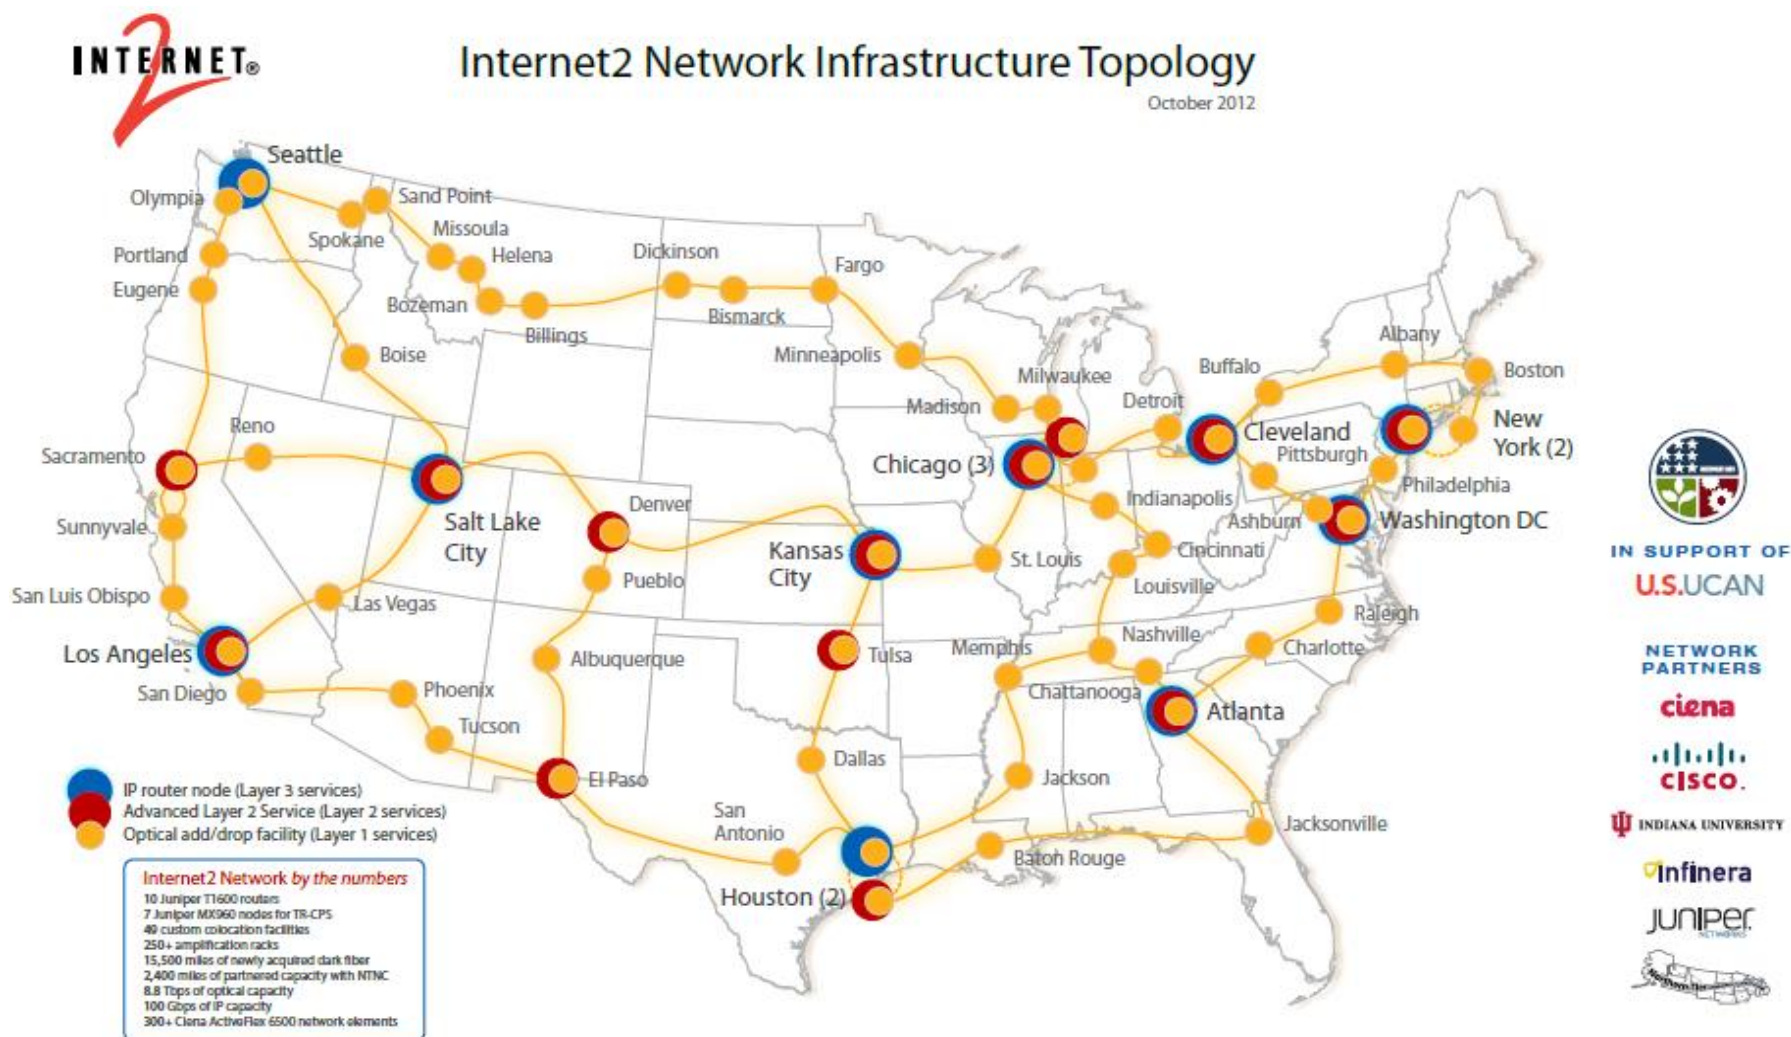 INTERNET®
2
Internet2 Network Infrastructure Topology
October 2012
Seattle
Olympia
Sand Point
Spokane
Missoula
Portland
Helena
Dickinson
Fargo
Eugene
Bozeman
Bismarck
Billings
Albany
Boise
Minneapolis
Milwaukee
Buffalo
Boston
Madison
Detroit
Reno
New
York (2)
Cleveland
Sacramento
Chicago (3)
Pittsburgh
Philadelphia
Indianapolis
Denver
Salt Lake
City
Ashburn
Washington DC
Sunnyvale
Kansas
City
St. Louis
Cincinnati
Pueblo
Louisville
San Luis Obispo
Las Vegas
Raleigh
Nashville
Los Angeles
Albuquerque
Tulsa
Memphis
Charlotte
San Diego
Phoenix
Chattanooga
Atlanta
Tucson
Dallas
El Paso
Jackson
San
Antonio
Jacksonville
Baton Rouge
Houston (2)
IP router node (Layer 3 services)
Advanced Layer 2 Service (Layer 2 services)
Optical add/drop facility (Layer 1 services)
Internet2 Network by the numbers
10 Juniper T1600 routers
7 Juniper MX960 nodes for TR-CPS
49 custom colocation facilities
250+ amplification racks
15,500 miles of newly acquired dark fiber
2,400 miles of partnered capacity with NTNC
8.8 Tbps of optical capacity
100 Gbps of IP capacity
300+ Ciena ActiveFlex 6500 network elements
IN SUPPORT OF
U.S.UCAN
NETWORK
PARTNERS
ciena
CISCO.
INDIANA UNIVERSITY
Infinera
JUNIPER
NETWORKS